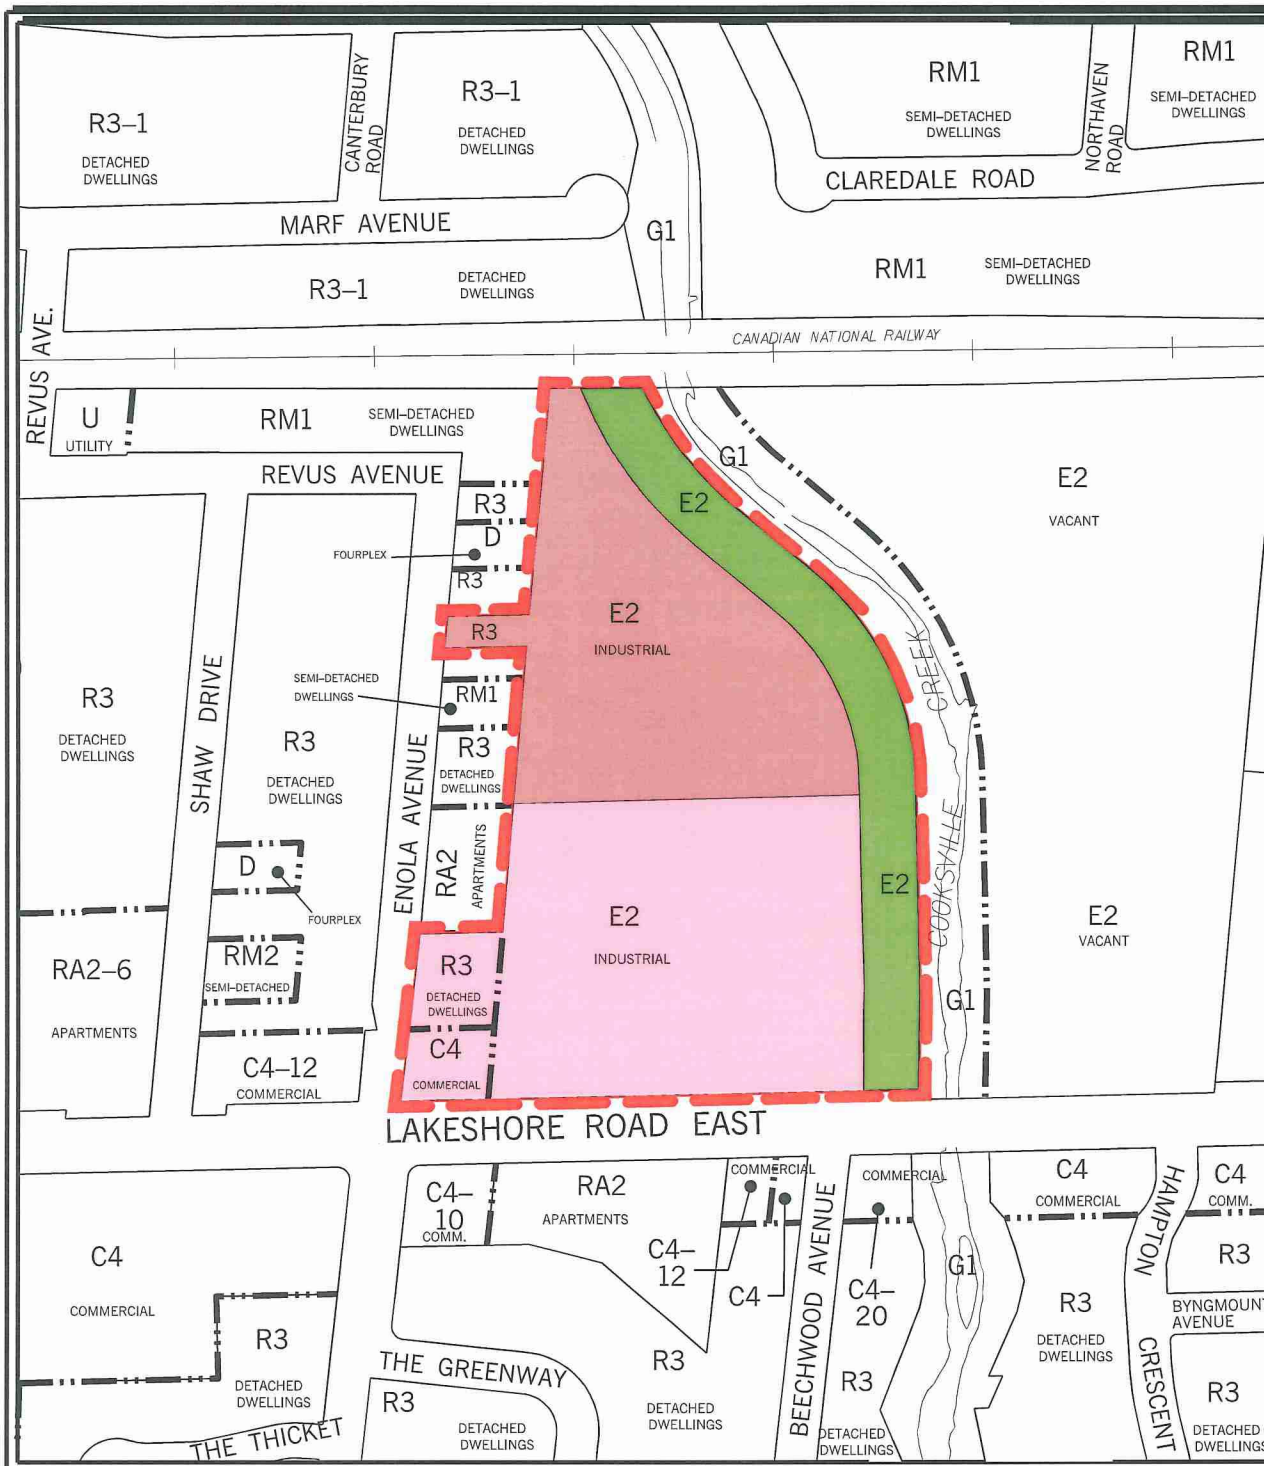 R3–1
DETACHED
DWELLINGS
CANTERBURY
ROAD
R3–1
DETACHED
DWELLINGS
RM1
SEMI–DETACHED
DWELLINGS
NORTHAVEN
ROAD
RM1
SEMI–DETACHED
DWELLINGS
CLAREDALE ROAD
MARF AVENUE
G1
RM1
SEMI–DETACHED
DWELLINGS
R3–1
DETACHED
DWELLINGS
CANADIAN NATIONAL RAILWAY
REVUS AVE.
U
UTILITY
RM1
SEMI–DETACHED
DWELLINGS
REVUS AVENUE
G1
E2
VACANT
R3
D
FOURPLEX
R3
E2
R3
E2
INDUSTRIAL
SEMI–DETACHED
DWELLINGS
RM1
R3
DETACHED
DWELLINGS
SHAW DRIVE
R3
DETACHED
DWELLINGS
ENOLA AVENUE
R3
DETACHED
DWELLINGS
COOKSVILLE CREEK
RA2
APARTMENTS
D
FOURPLEX
E2
E2
INDUSTRIAL
E2
VACANT
RA2–6
APARTMENTS
RM2
SEMI–DETACHED
R3
DETACHED
DWELLINGS
G1
C4–12
COMMERCIAL
C4
COMMERCIAL
LAKESHORE ROAD EAST
C4–
10
COMM.
RA2
APARTMENTS
COMMERCIAL
C4–
12
C4
BEECHWOOD AVENUE
COMMERCIAL
C4–
20
C4
COMMERCIAL
HAMPTON
CRESCENT
C4
COMM.
C4
COMMERCIAL
G1
R3
BYNGMOUNT
AVENUE
R3
DETACHED
DWELLINGS
R3
DETACHED
DWELLINGS
THE GREENWAY
R3
DETACHED
DWELLINGS
R3
DETACHED
DWELLINGS
R3
DETACHED
DWELLINGS
R3
DETACHED
DWELLINGS
THE THICKET